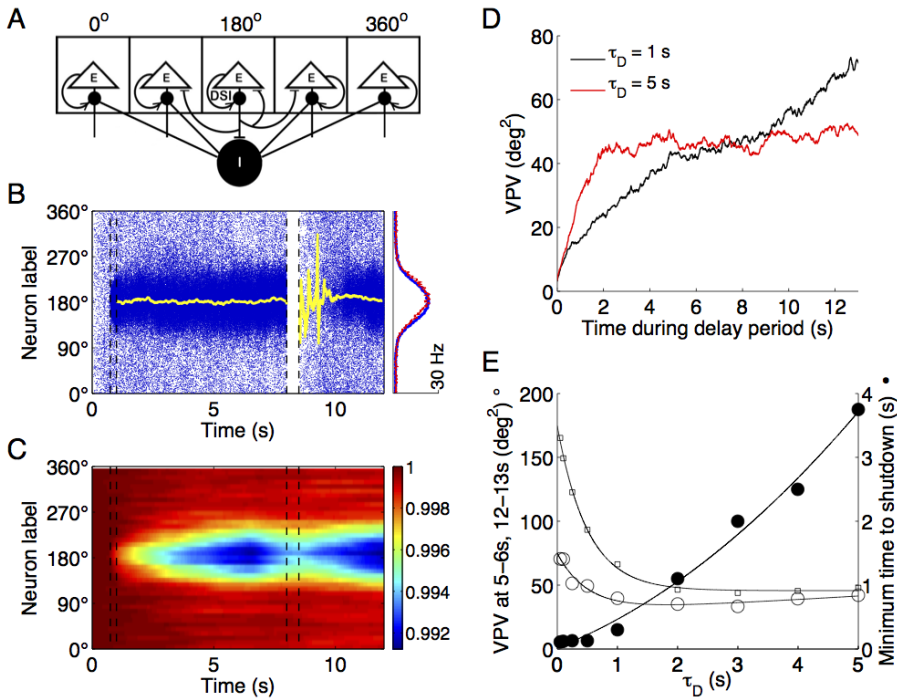 A
0° 180° 360°
E E E E E
DSI
I
B
360°
270°
180°
90°
0°
Neuron label
0 5 10
Time (s)
30 Hz
C
360°
270°
180°
90°
0°
Neuron label
0 5 10
Time (s)
1
0.998
0.996
0.994
0.992
D
80
60
40
20
0
VPV (deg²)
τD = 1 s
τD = 5 s
0 2 4 6 8 10 12
Time during delay period (s)
E
200
150
100
50
0
VPV at 5–6s, 12–13s (deg²) °
4
3
2
1
0
Minimum time to shutdown (s) •
0 1 2 3 4 5
τD (s)